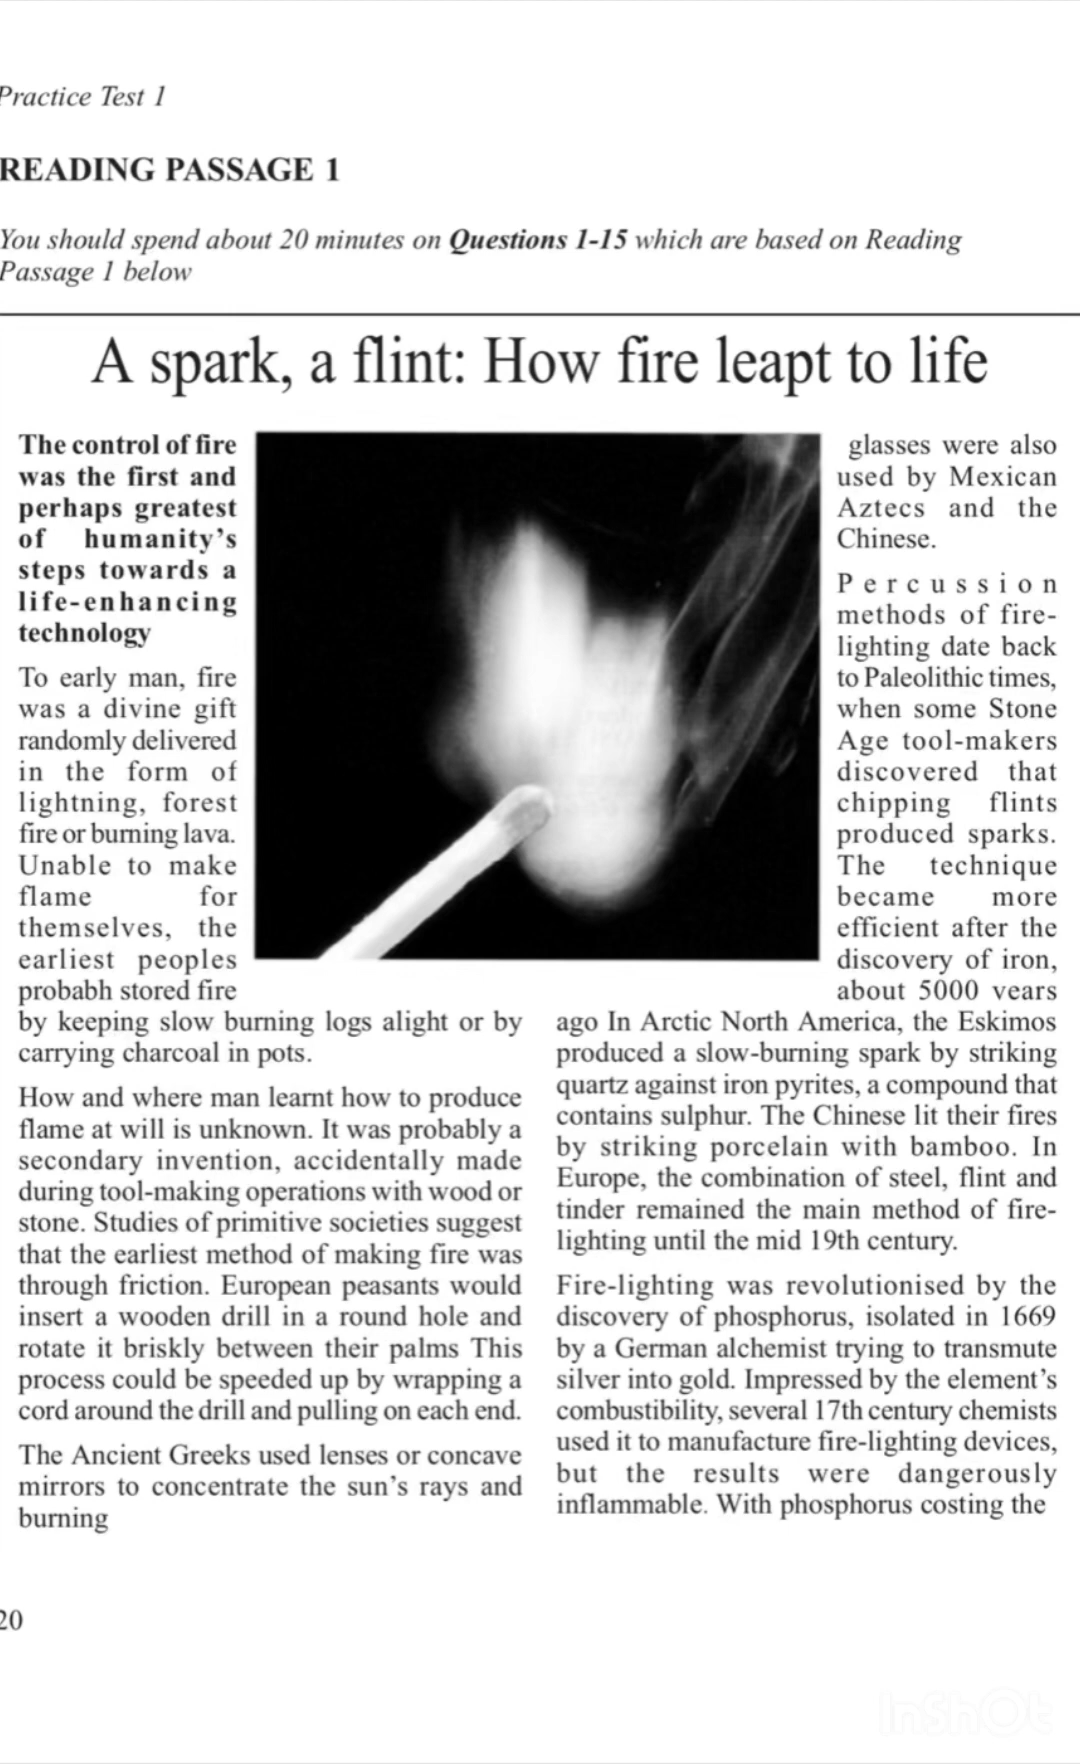 Practice Test 1
READING PASSAGE 1
You should spend about 20 minutes on Questions 1-15 which are based on Reading
Passage 1 below
A spark, a flint: How fire leapt to life
The control of fire
was the first and
perhaps greatest
of humanity's
steps towards a
life-enhancing
technology
To early man, fire
was a divine gift
randomly delivered
in the form of
lightning, forest
fire or burning lava.
Unable to make
flame for
themselves, the
earliest peoples
probabh stored fire
by keeping slow burning logs alight or by
carrying charcoal in pots.
How and where man learnt how to produce
flame at will is unknown. It was probably a
secondary invention, accidentally made
during tool-making operations with wood or
stone. Studies of primitive societies suggest
that the earliest method of making fire was
through friction. European peasants would
insert a wooden drill in a round hole and
rotate it briskly between their palms This
process could be speeded up by wrapping a
cord around the drill and pulling on each end.
The Ancient Greeks used lenses or concave
mirrors to concentrate the sun's rays and
burning
glasses were also
used by Mexican
Aztecs and the
Chinese.
Percussion
methods of fire-
lighting date back
to Paleolithic times,
when some Stone
Age tool-makers
discovered that
chipping flints
produced sparks.
The technique
became more
efficient after the
discovery of iron,
about 5000 years
ago In Arctic North America, the Eskimos
produced a slow-burning spark by striking
quartz against iron pyrites, a compound that
contains sulphur. The Chinese lit their fires
by striking porcelain with bamboo. In
Europe, the combination of steel, flint and
tinder remained the main method of fire-
lighting until the mid 19th century.
Fire-lighting was revolutionised by the
discovery of phosphorus, isolated in 1669
by a German alchemist trying to transmute
silver into gold. Impressed by the element's
combustibility, several 17th century chemists
used it to manufacture fire-lighting devices,
but the results were dangerously
inflammable. With phosphorus costing the
20
InShOt